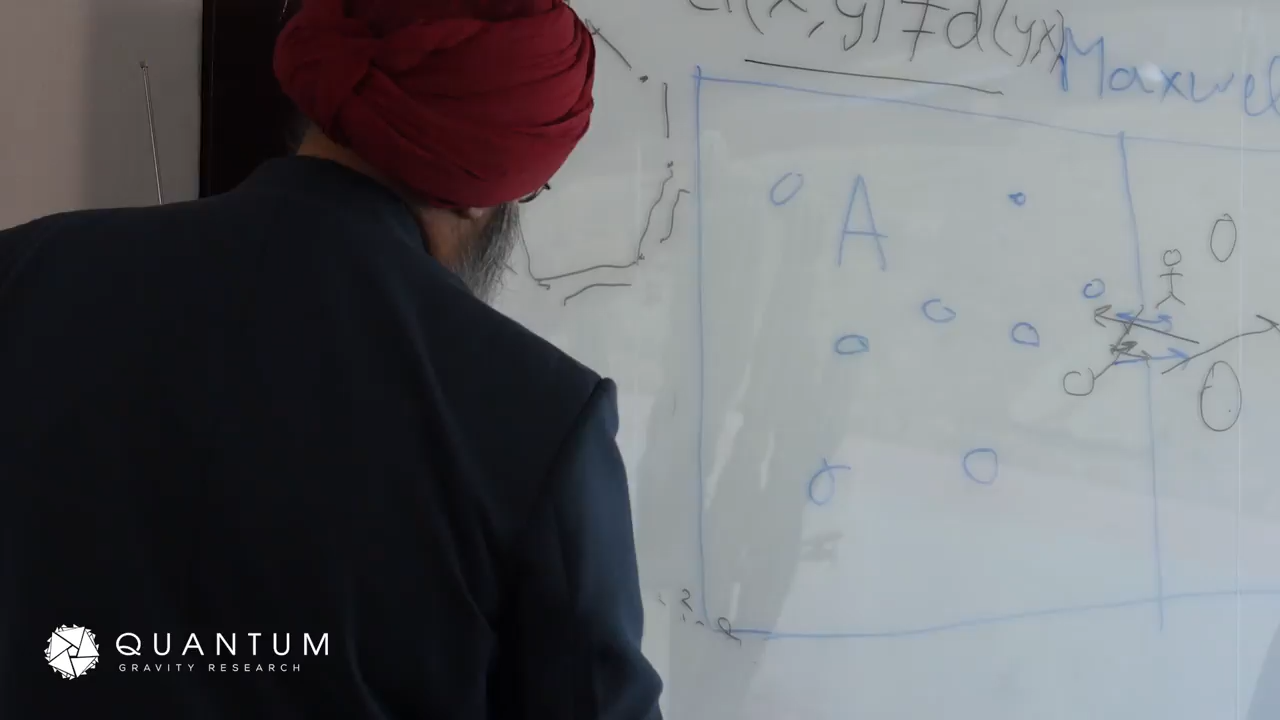 d(x,y) ≠ d(yx)
Maxwel
A
QUANTUM
GRAVITY RESEARCH